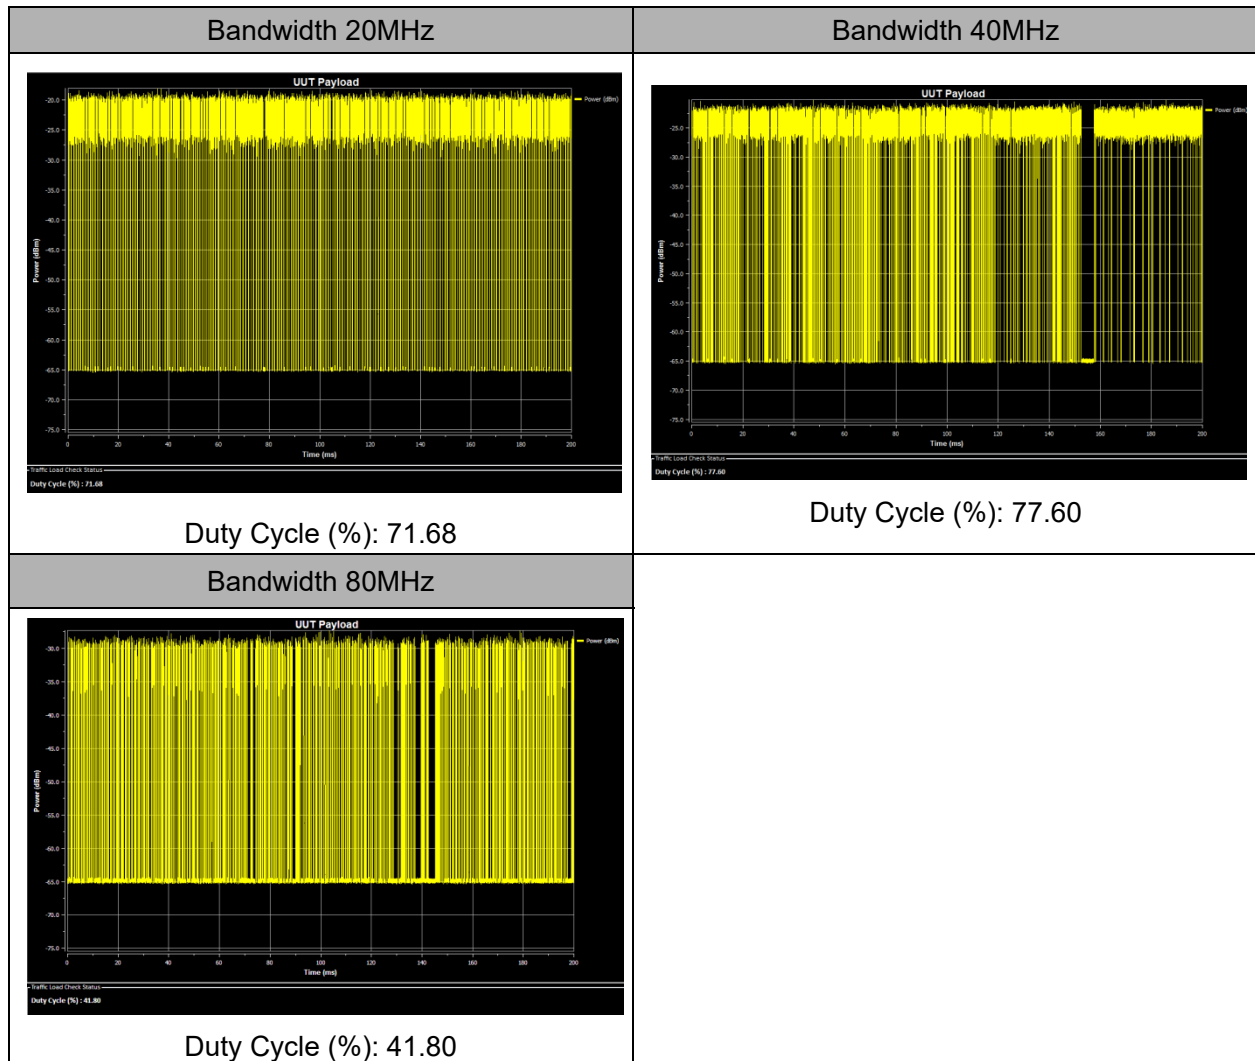 Bandwidth 20MHz
Bandwidth 40MHz
UUT Payload
Power (dBm)
-20.0
-25.0
-30.0
-35.0
-40.0
-45.0
-50.0
-55.0
-60.0
-65.0
-70.0
-75.0
Power (dBm)
0 20 40 60 80 100 120 140 160 180 200
Time (ms)
Traffic Load Check Status
Duty Cycle (%) : 71.68
Duty Cycle (%): 71.68
UUT Payload
Power (dBm)
-25.0
-30.0
-35.0
-40.0
-45.0
-50.0
-55.0
-60.0
-65.0
-70.0
-75.0
Power (dBm)
0 20 40 60 80 100 120 140 160 180 200
Time (ms)
Traffic Load Check Status
Duty Cycle (%) : 77.60
Duty Cycle (%): 77.60
Bandwidth 80MHz
UUT Payload
Power (dBm)
-30.0
-35.0
-40.0
-45.0
-50.0
-55.0
-60.0
-65.0
-70.0
-75.0
Power (dBm)
0 20 40 60 80 100 120 140 160 180 200
Time (ms)
Traffic Load Check Status
Duty Cycle (%) : 41.80
Duty Cycle (%): 41.80